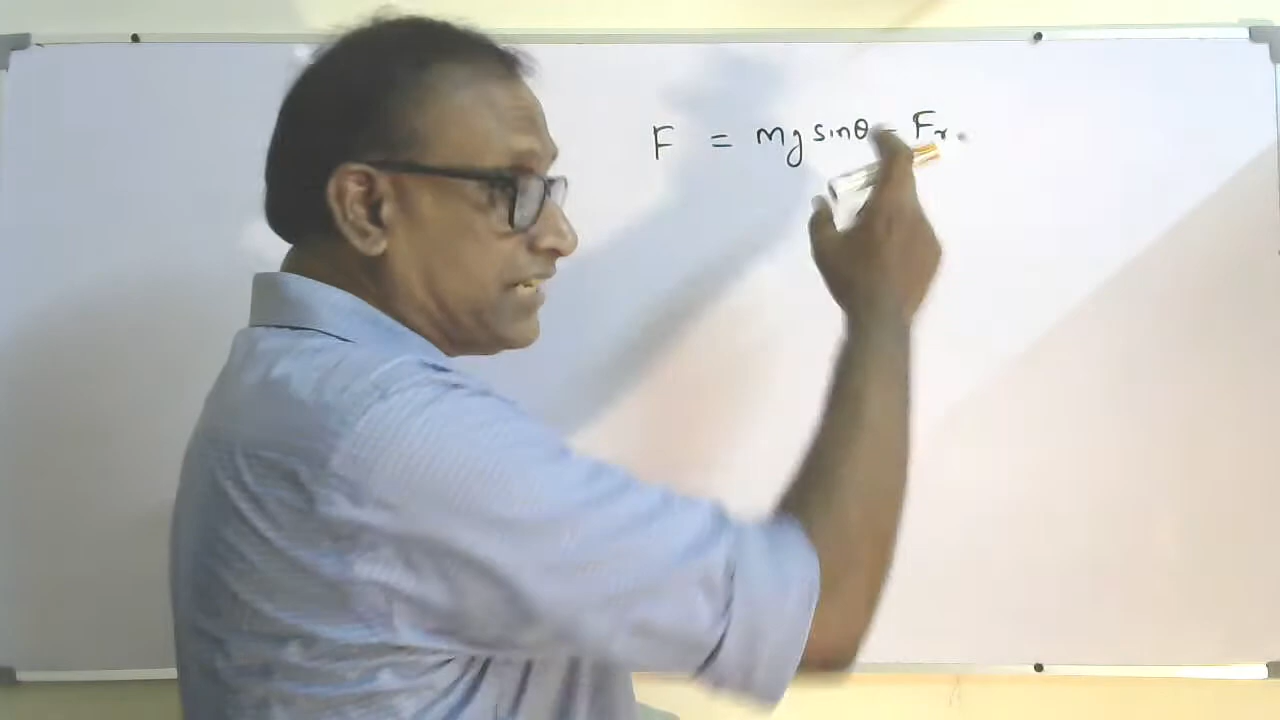 F = mg sinθ - Fr.